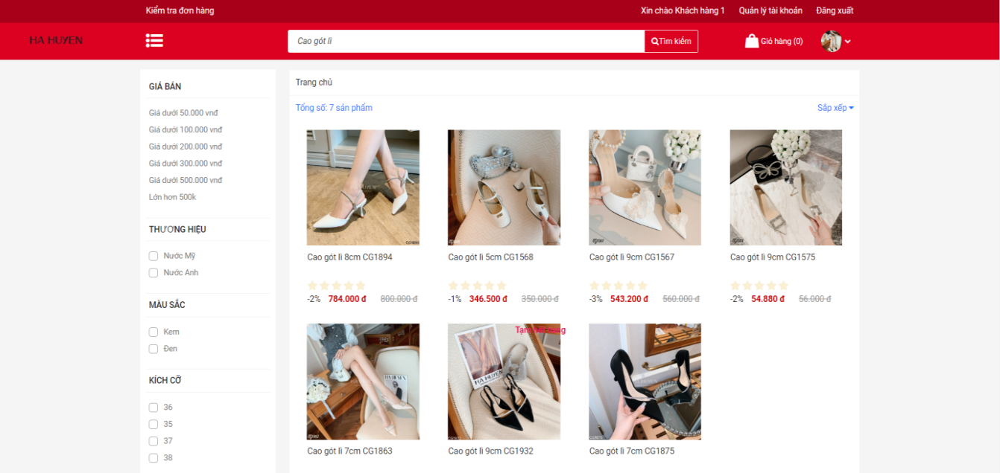 Kiểm tra đơn hàng
Xin chào Khách hàng 1
Quản lý tài khoản
Đăng xuất
HA HUYEN
Cao gót lì
Tìm kiếm
Giỏ hàng (0)
GIÁ BÁN
Giá dưới 50.000 vnđ
Giá dưới 100.000 vnđ
Giá dưới 200.000 vnđ
Giá dưới 300.000 vnđ
Giá dưới 500.000 vnđ
Lớn hơn 500k
THƯƠNG HIỆU
Nước Mỹ
Nước Anh
MÀU SẮC
Kem
Đen
KÍCH CỠ
36
35
37
38
Trang chủ
Tổng số: 7 sản phẩm
Sắp xếp
Cao gót lì 8cm CG1894
Cao gót lì 5cm CG1568
Cao gót lì 9cm CG1567
Cao gót lì 9cm CG1575
-2% 784.000 đ 800.000 đ
-1% 346.500 đ 350.000 đ
-3% 543.200 đ 560.000 đ
-2% 54.880 đ 56.000 đ
HA HUYEN
HA HUYEN
Cao gót lì 7cm CG1863
Cao gót lì 9cm CG1932
Cao gót lì 7cm CG1875